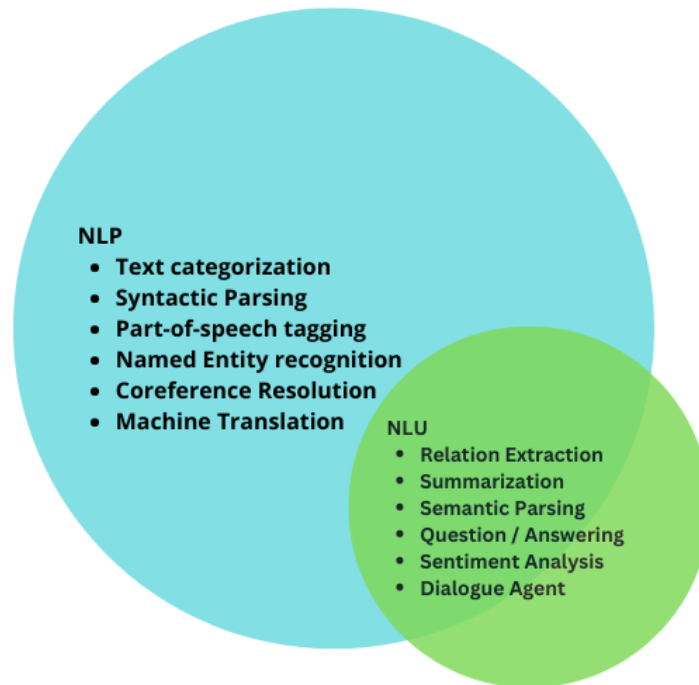 NLP
• Text categorization
• Syntactic Parsing
• Part-of-speech tagging
• Named Entity recognition
• Coreference Resolution
• Machine Translation
NLU
• Relation Extraction
• Summarization
• Semantic Parsing
• Question / Answering
• Sentiment Analysis
• Dialogue Agent